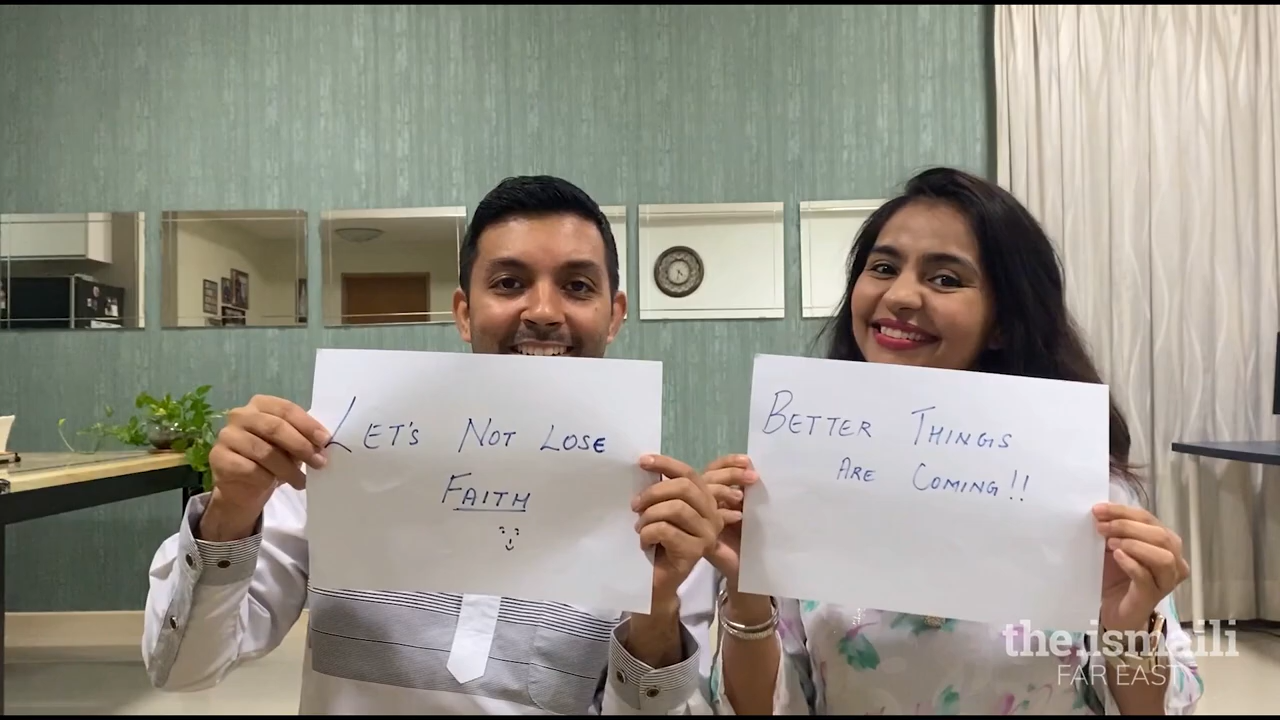 LET'S NOT LOSE
FAITH
BETTER THINGS
ARE COMING!!
the.ismaili
FAR EAST